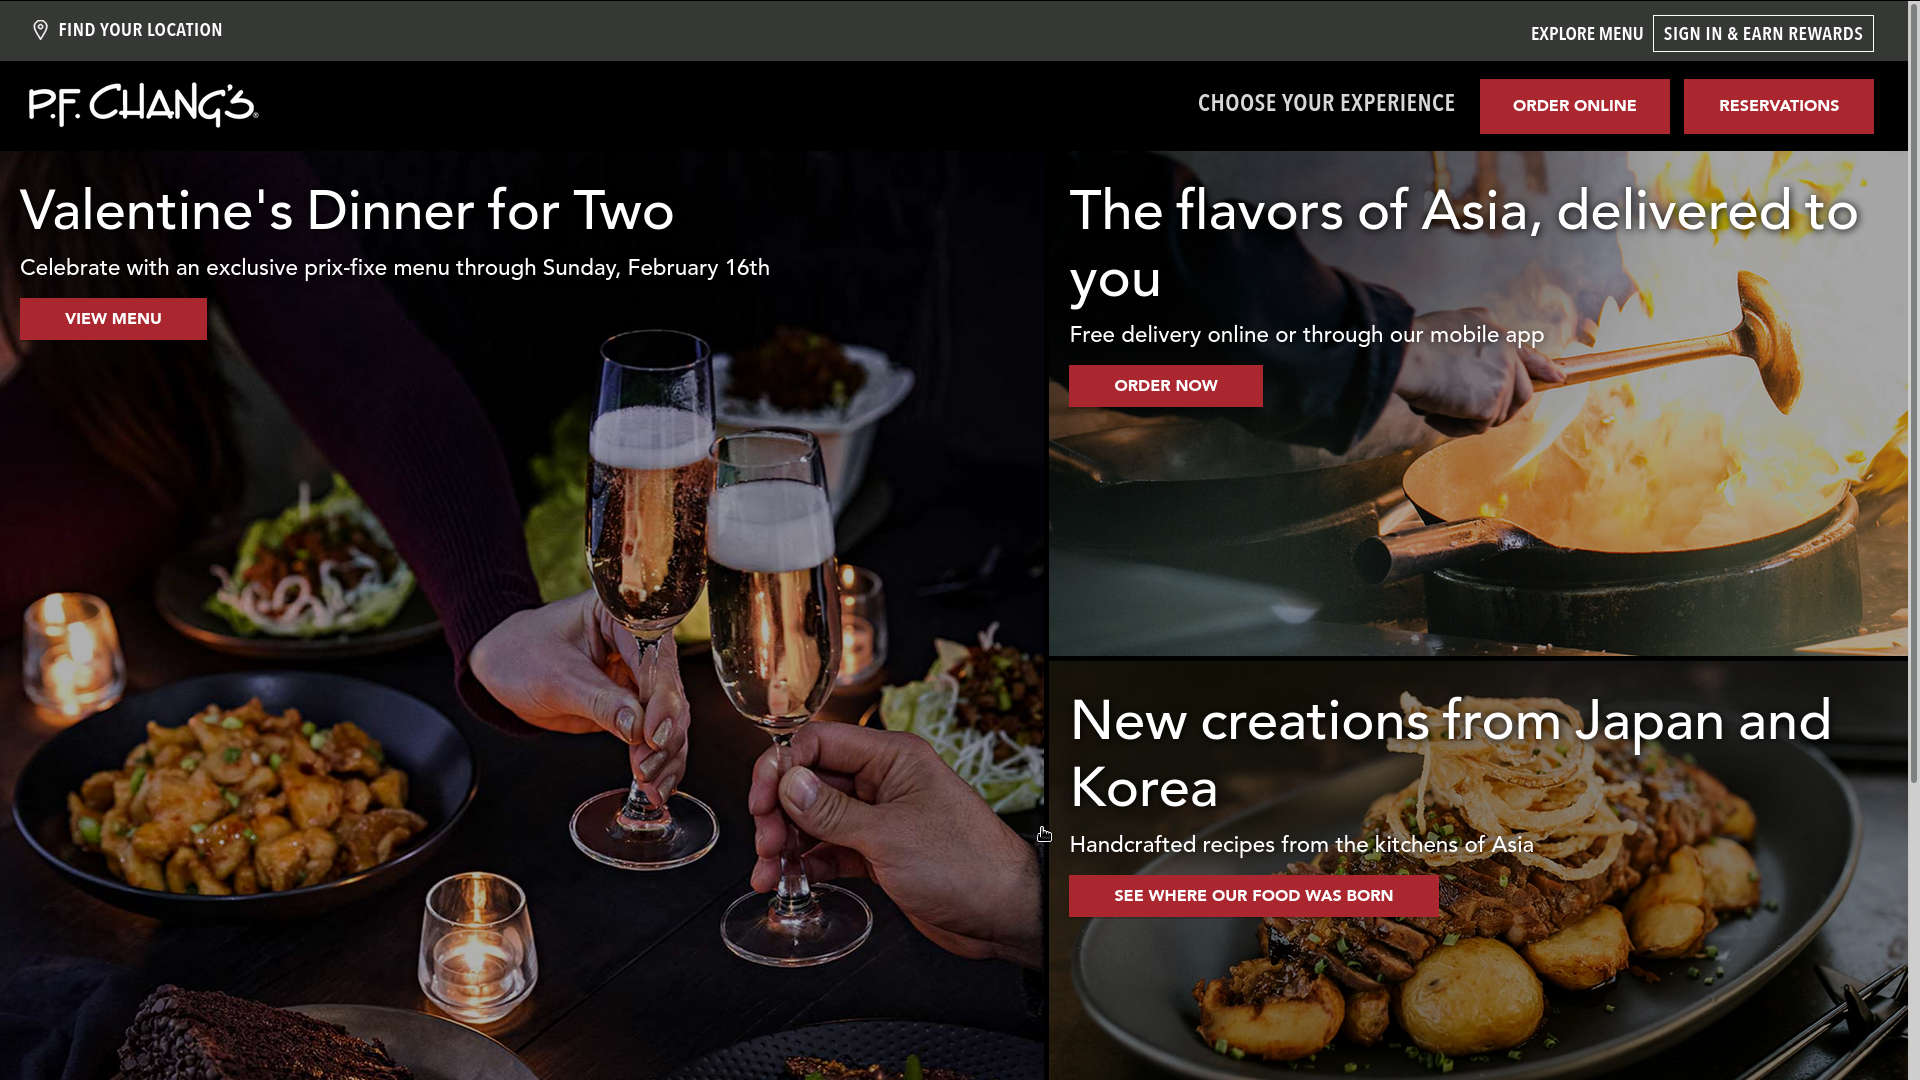 FIND YOUR LOCATION
EXPLORE MENU
SIGN IN & EARN REWARDS
P.F. CHANG'S®
CHOOSE YOUR EXPERIENCE
ORDER ONLINE
RESERVATIONS
Valentine's Dinner for Two
Celebrate with an exclusive prix-fixe menu through Sunday, February 16th
VIEW MENU
The flavors of Asia, delivered to
you
Free delivery online or through our mobile app
ORDER NOW
New creations from Japan and
Korea
Handcrafted recipes from the kitchens of Asia
SEE WHERE OUR FOOD WAS BORN